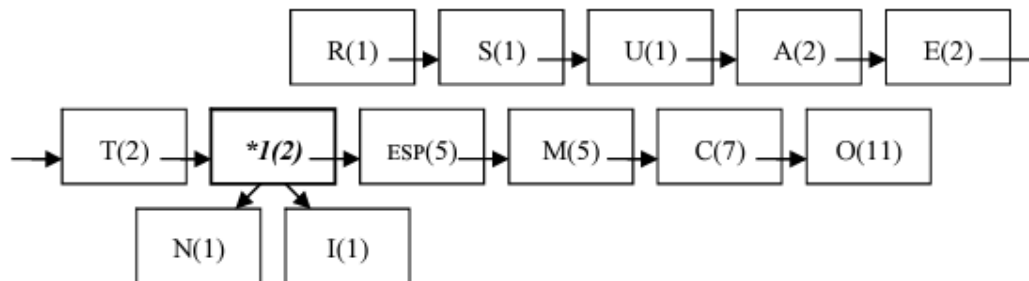 R(1) S(1) U(1) A(2) E(2)
T(2) *1(2) ESP(5) M(5) C(7) O(11)
N(1) I(1)